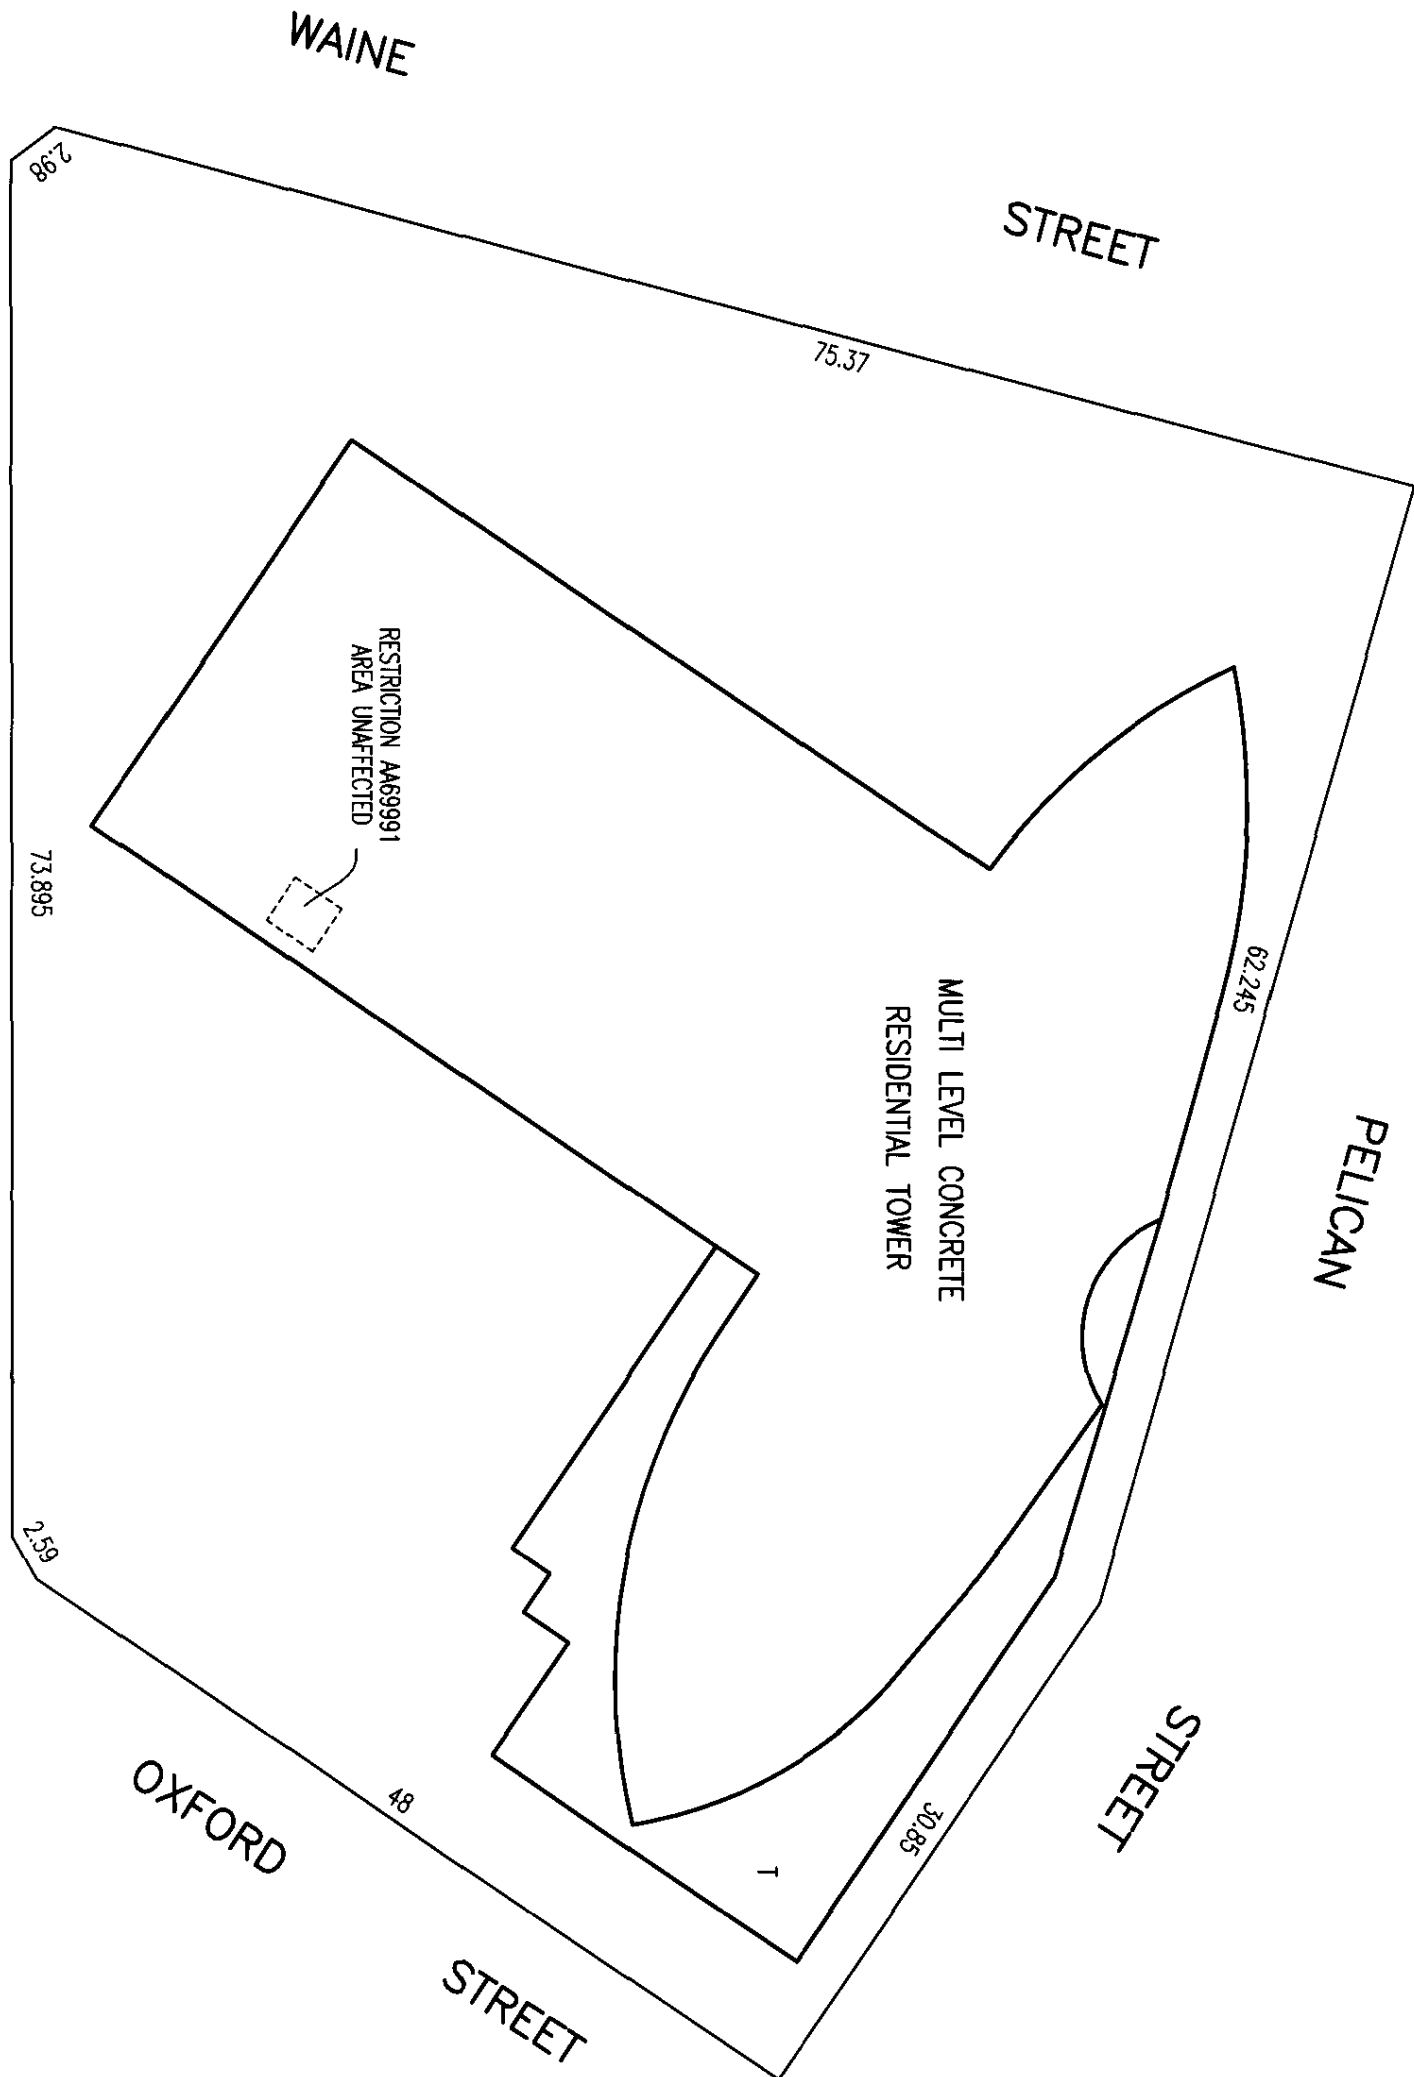 WAINE
STREET
2.98
75.37
RESTRICTION AA69991
AREA UNAFFECTED
73.895
62.245
MULTI LEVEL CONCRETE
RESIDENTIAL TOWER
PELICAN
STREET
2.59
30.85
48
OXFORD
STREET
T